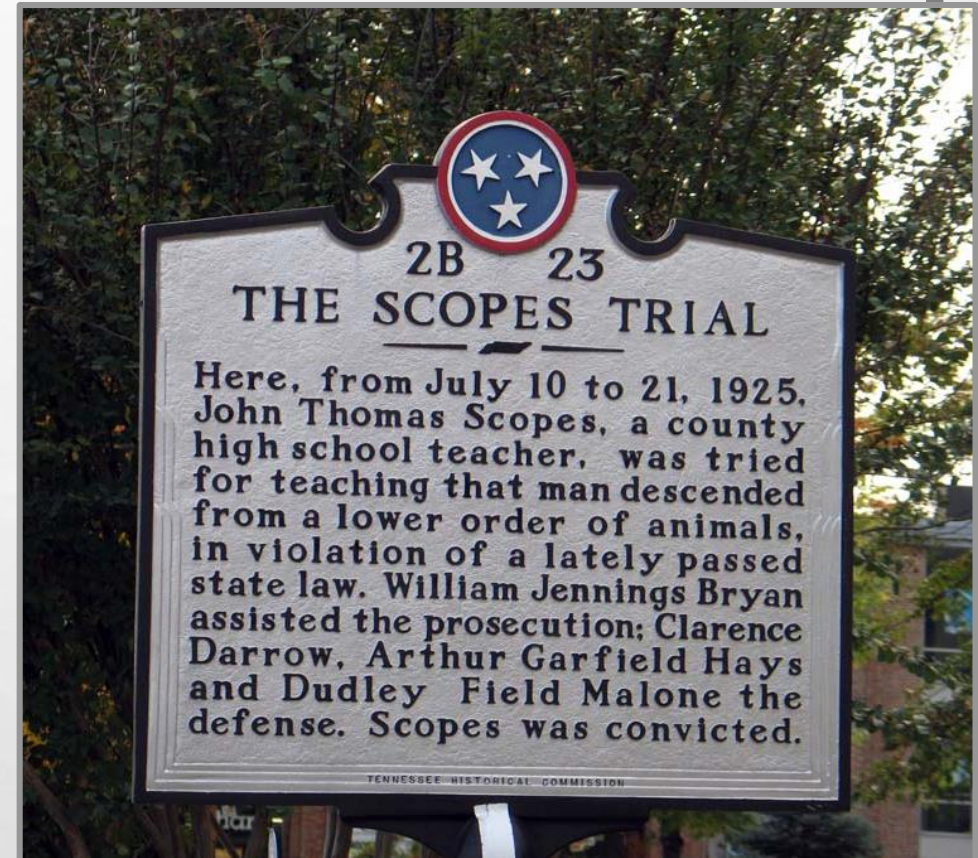 2B 23
THE SCOPES TRIAL
Here, from July 10 to 21, 1925,
John Thomas Scopes, a county
high school teacher, was tried
for teaching that man descended
from a lower order of animals,
in violation of a lately passed
state law. William Jennings Bryan
assisted the prosecution; Clarence
Darrow, Arthur Garfield Hays
and Dudley Field Malone the
defense. Scopes was convicted.
TENNESSEE HISTORICAL COMMISSION